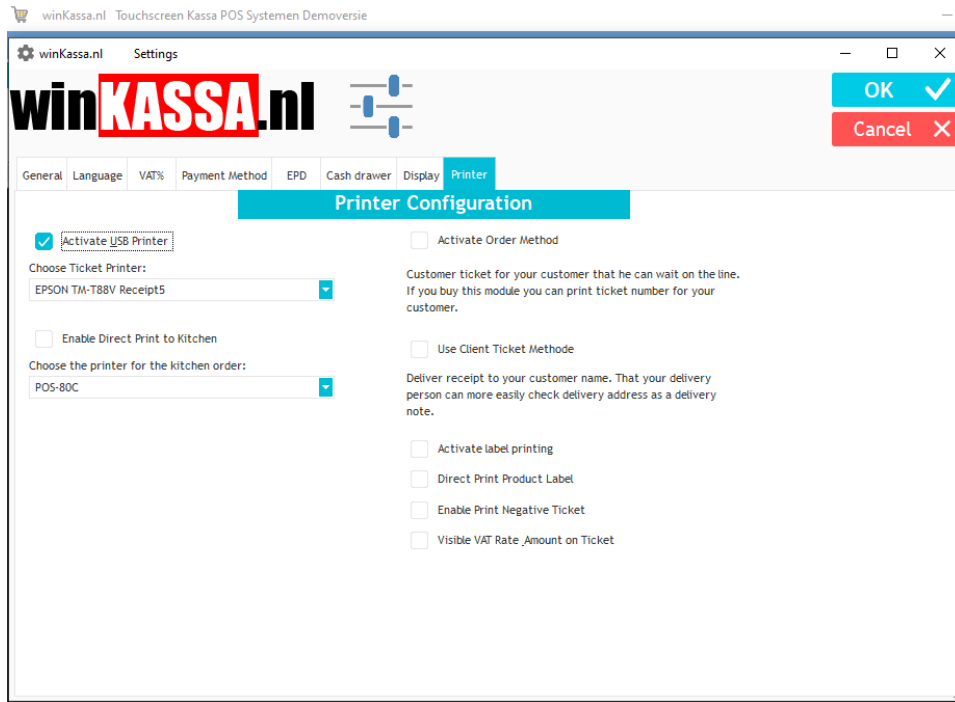 winKassa.nl Touchscreen Kassa POS Systemen Demoversie
winKassa.nl Settings
winKASSA.nl
OK
Cancel
General Language VAT% Payment Method EPD Cash drawer Display Printer
Printer Configuration
Activate USB Printer
Choose Ticket Printer:
EPSON TM-T88V Receipt5
Enable Direct Print to Kitchen
Choose the printer for the kitchen order:
POS-80C
Activate Order Method
Customer ticket for your customer that he can wait on the line.
If you buy this module you can print ticket number for your
customer.
Use Client Ticket Methode
Deliver receipt to your customer name. That your delivery
person can more easily check delivery address as a delivery
note.
Activate label printing
Direct Print Product Label
Enable Print Negative Ticket
Visible VAT Rate Amount on Ticket